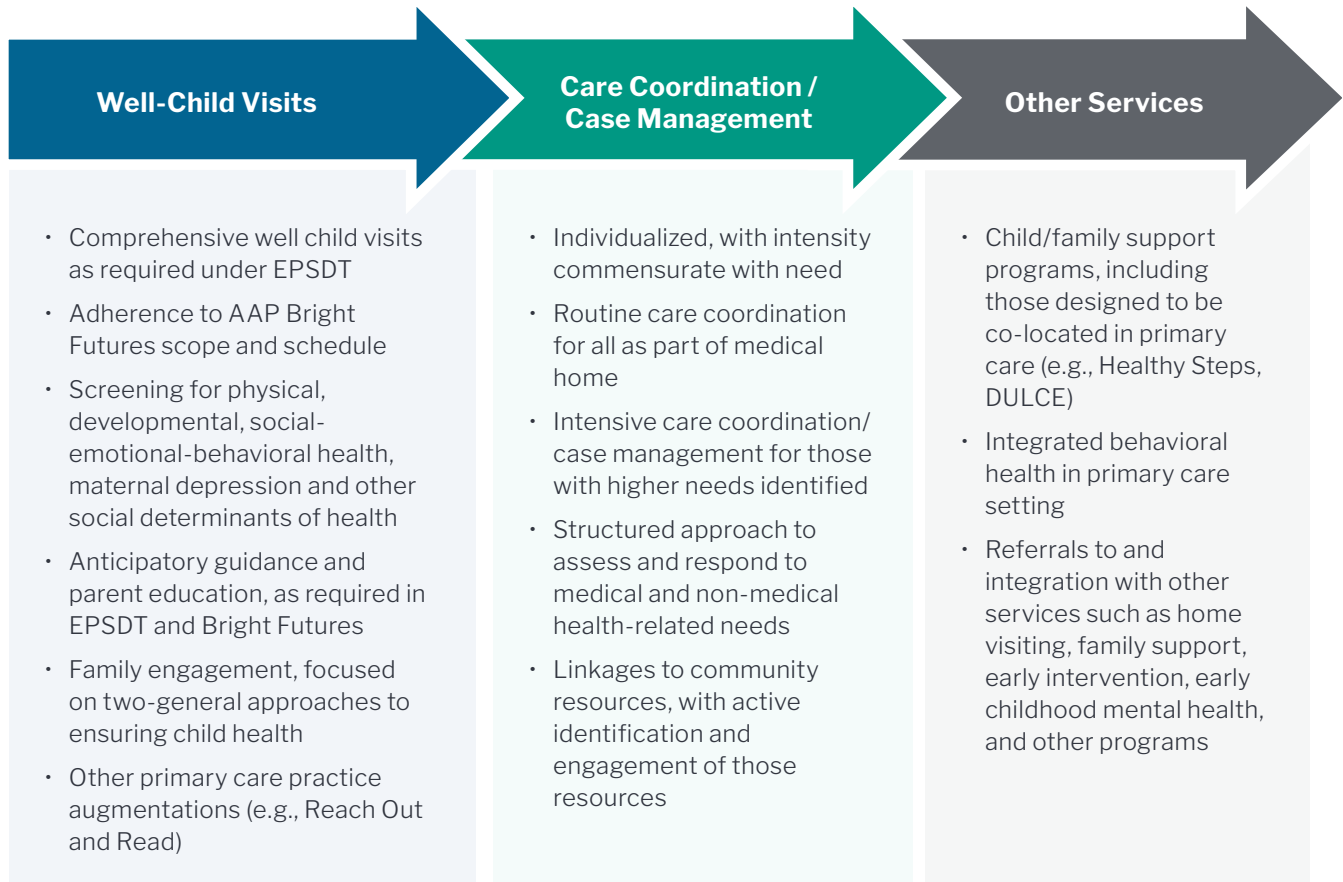 Well-Child Visits
• Comprehensive well child visits
as required under EPSDT
• Adherence to AAP Bright
Futures scope and schedule
• Screening for physical,
developmental, social-
emotional-behavioral health,
maternal depression and other
social determinants of health
• Anticipatory guidance and
parent education, as required in
EPSDT and Bright Futures
• Family engagement, focused
on two-general approaches to
ensuring child health
• Other primary care practice
augmentations (e.g., Reach Out
and Read)
Care Coordination /
Case Management
• Individualized, with intensity
commensurate with need
• Routine care coordination
for all as part of medical
home
• Intensive care coordination/
case management for those
with higher needs identified
• Structured approach to
assess and respond to
medical and non-medical
health-related needs
• Linkages to community
resources, with active
identification and
engagement of those
resources
Other Services
• Child/family support
programs, including
those designed to be
co-located in primary
care (e.g., Healthy Steps,
DULCE)
• Integrated behavioral
health in primary care
setting
• Referrals to and
integration with other
services such as home
visiting, family support,
early intervention, early
childhood mental health,
and other programs